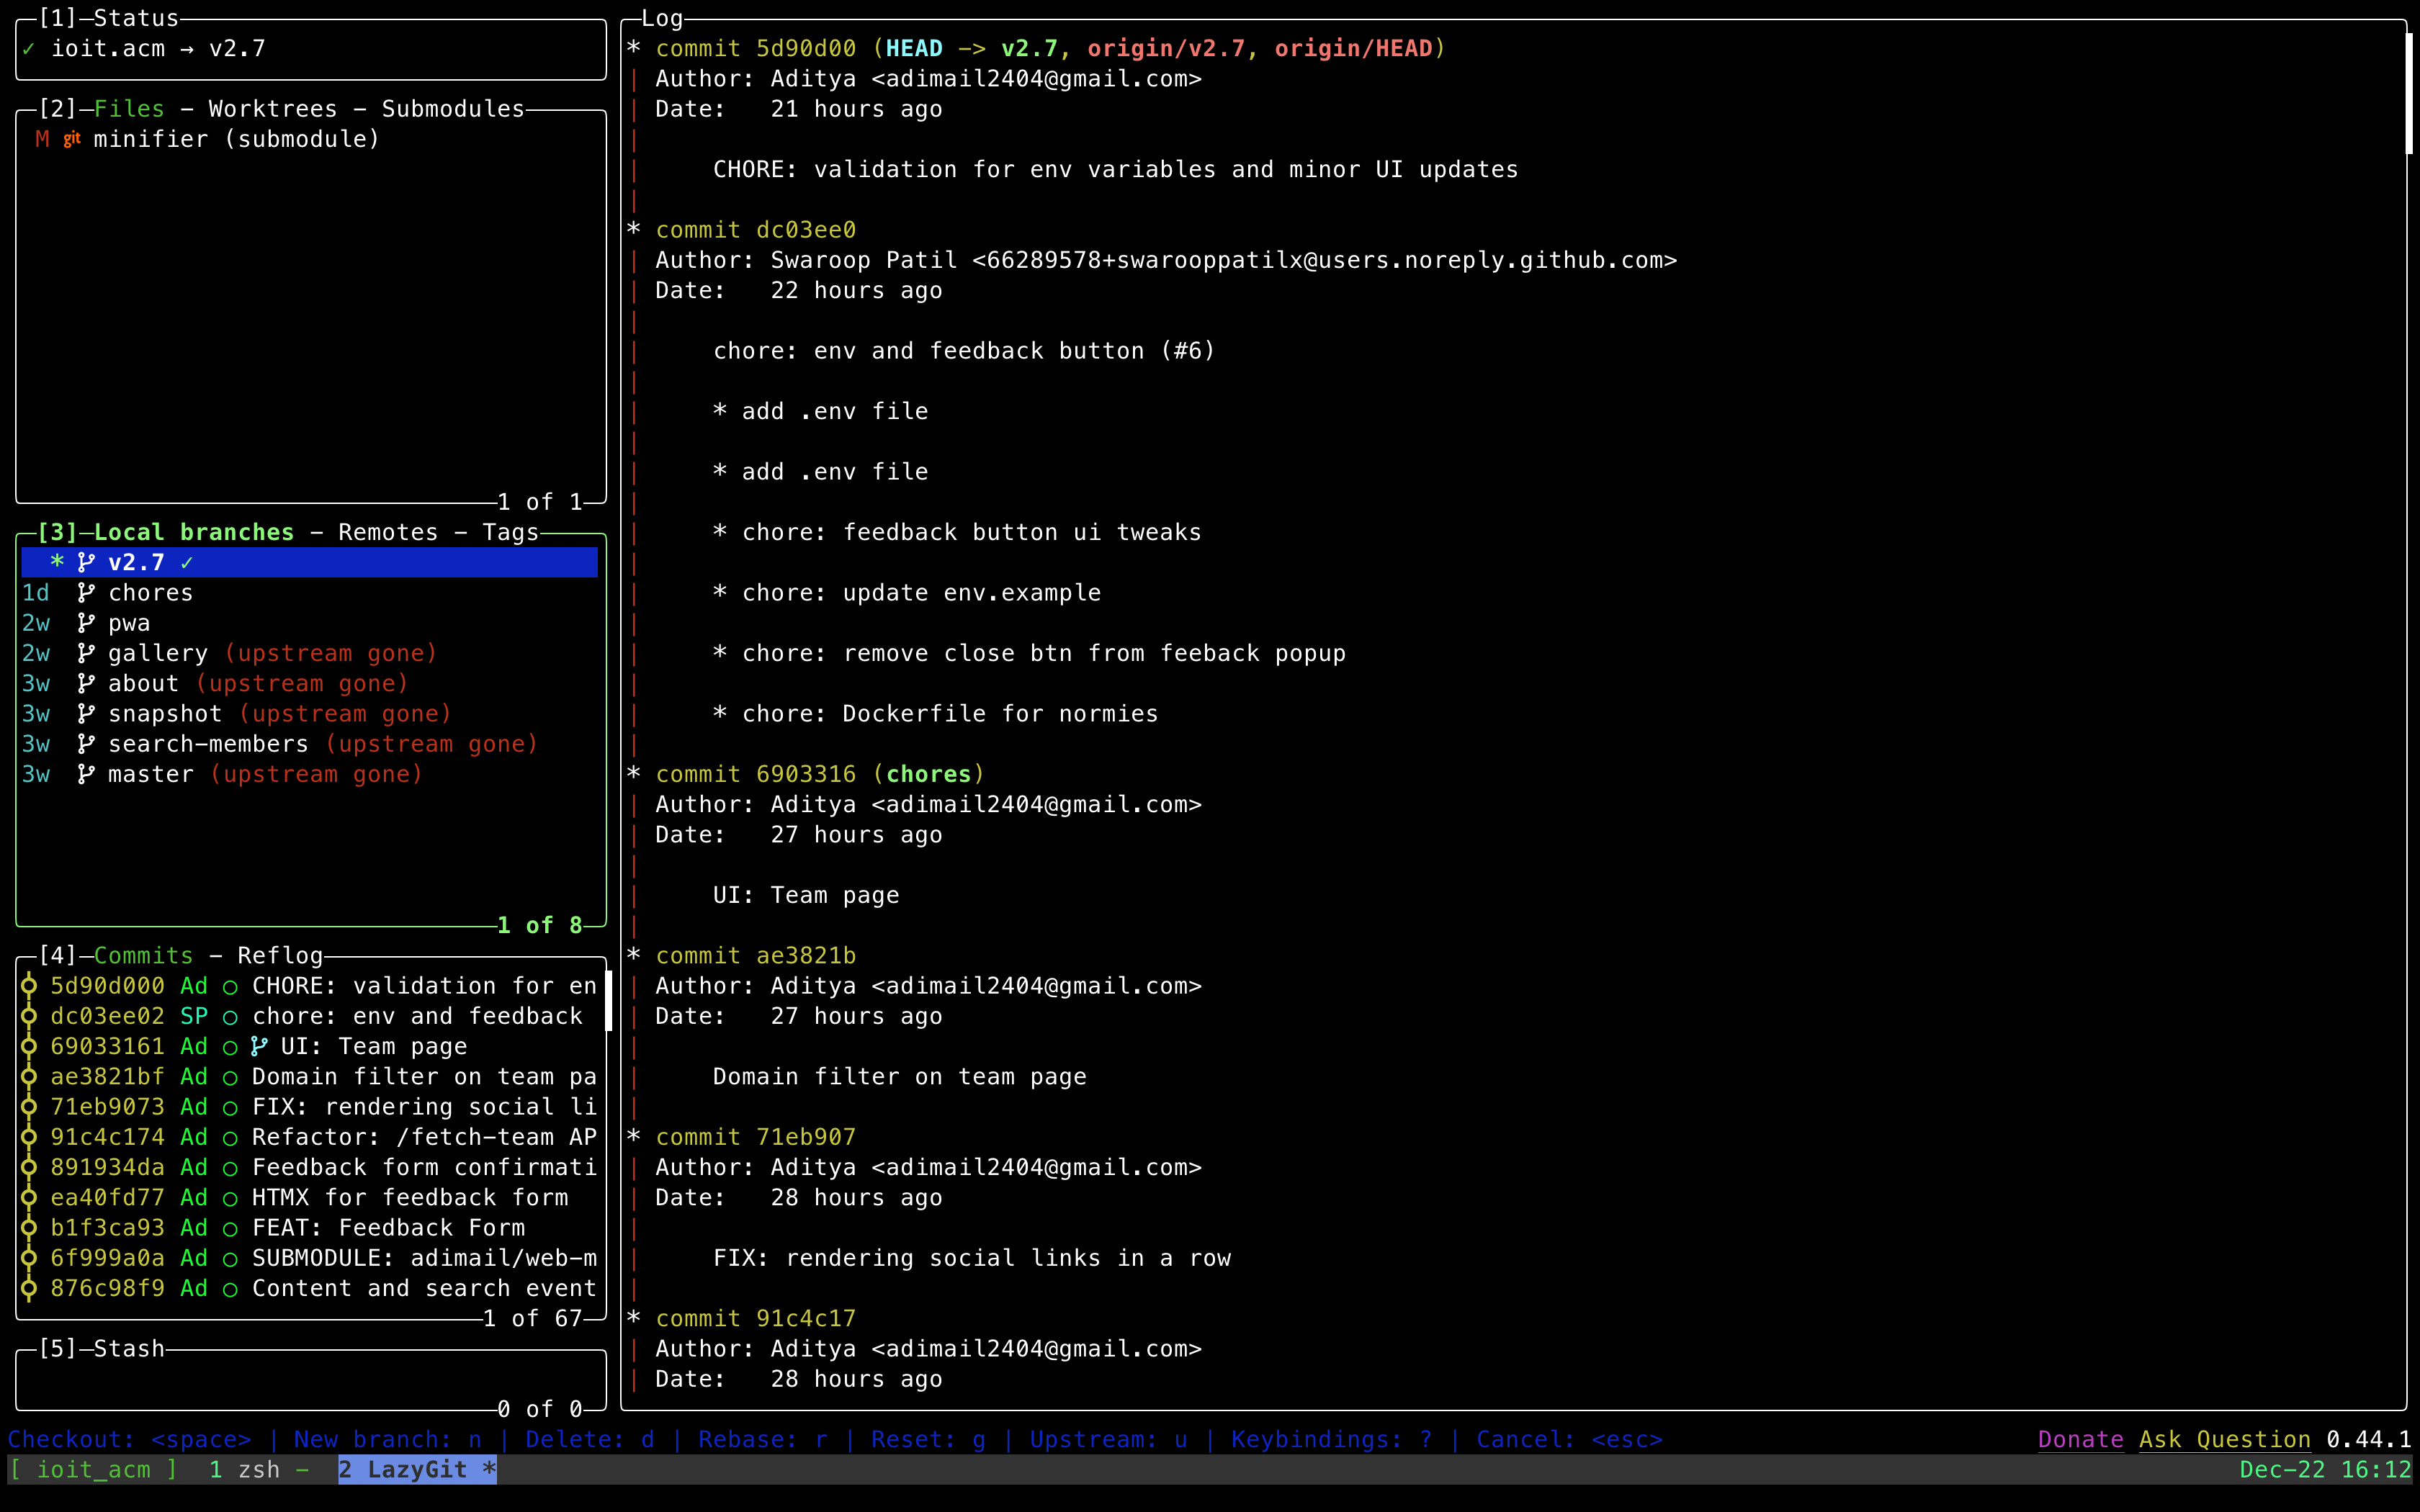 [1]─Status
✓ ioit.acm → v2.7
[2]─Files - Worktrees - Submodules
M git minifier (submodule)
1 of 1
[3]─Local branches - Remotes - Tags
* v2.7 ✓
1d chores
2w pwa
2w gallery (upstream gone)
3w about (upstream gone)
3w snapshot (upstream gone)
3w search-members (upstream gone)
3w master (upstream gone)
1 of 8
[4]─Commits - Reflog
5d90d000 Ad ○ CHORE: validation for en
dc03ee02 SP ○ chore: env and feedback
69033161 Ad ○ UI: Team page
ae3821bf Ad ○ Domain filter on team pa
71eb9073 Ad ○ FIX: rendering social li
91c4c174 Ad ○ Refactor: /fetch-team AP
891934da Ad ○ Feedback form confirmati
ea40fd77 Ad ○ HTMX for feedback form
b1f3ca93 Ad ○ FEAT: Feedback Form
6f999a0a Ad ○ SUBMODULE: adimail/web-m
876c98f9 Ad ○ Content and search event
1 of 67
[5]─Stash
0 of 0
Log
* commit 5d90d00 (HEAD -> v2.7, origin/v2.7, origin/HEAD)
| Author: Aditya <adimail2404@gmail.com>
| Date:   21 hours ago
|
|     CHORE: validation for env variables and minor UI updates
|
* commit dc03ee0
| Author: Swaroop Patil <66289578+swarooppatilx@users.noreply.github.com>
| Date:   22 hours ago
|
|     chore: env and feedback button (#6)
|
|     * add .env file
|
|     * add .env file
|
|     * chore: feedback button ui tweaks
|
|     * chore: update env.example
|
|     * chore: remove close btn from feeback popup
|
|     * chore: Dockerfile for normies
|
* commit 6903316 (chores)
| Author: Aditya <adimail2404@gmail.com>
| Date:   27 hours ago
|
|     UI: Team page
|
* commit ae3821b
| Author: Aditya <adimail2404@gmail.com>
| Date:   27 hours ago
|
|     Domain filter on team page
|
* commit 71eb907
| Author: Aditya <adimail2404@gmail.com>
| Date:   28 hours ago
|
|     FIX: rendering social links in a row
|
* commit 91c4c17
| Author: Aditya <adimail2404@gmail.com>
| Date:   28 hours ago
Checkout: <space> | New branch: n | Delete: d | Rebase: r | Reset: g | Upstream: u | Keybindings: ? | Cancel: <esc> Donate Ask Question 0.44.1
[ ioit_acm ] 1 zsh - 2 LazyGit * Dec-22 16:12